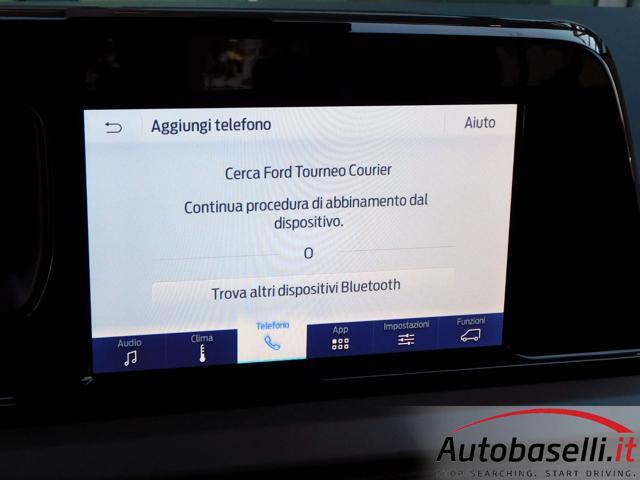 Aggiungi telefono
Aiuto
Cerca Ford Tourneo Courier
Continua procedura di abbinamento dal
dispositivo.
O
Trova altri dispositivi Bluetooth
Audio
Clima
Telefono
App
Impostazioni
Funzioni
Autobaselli.it
STOP SEARCHING. START DRIVING.